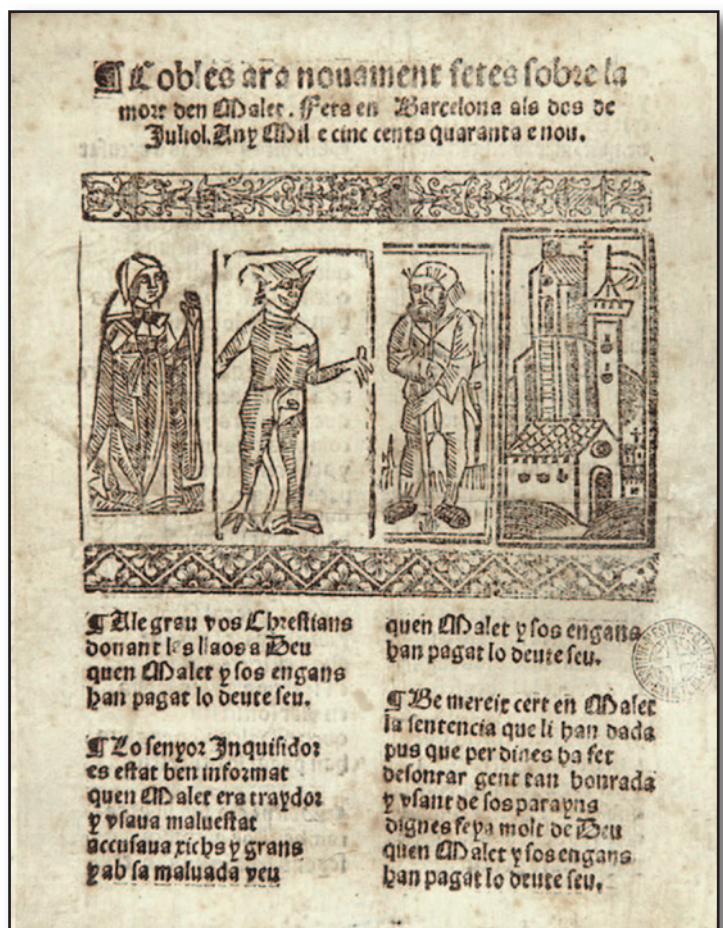 ¶ Cobles ara nouament fetes sobre la
mort den Malet. Feta en Barcelona als dos de
Juliol. Any Mil e cinc cents quaranta e nou.
¶ Alegrau vos Chrestians
donant les llaos a Deu
quen Malet y sos engans
han pagat lo deute seu.
¶ Lo senyor Inquisidor
es estat ben informat
quen Malet era traydor
y vsaua maluestat
accusaua richs y grans
y ab sa maluada veu
quen Malet y sos engans
han pagat lo deute seu.
¶ Be mereix cert en Malet
la sentencia que li han dada
pus que per dines ha fet
desonrar gent tan honrada
y vsant de sos parayns
dignes feya molt de Deu
quen Malet y sos engans
han pagat lo deute seu.